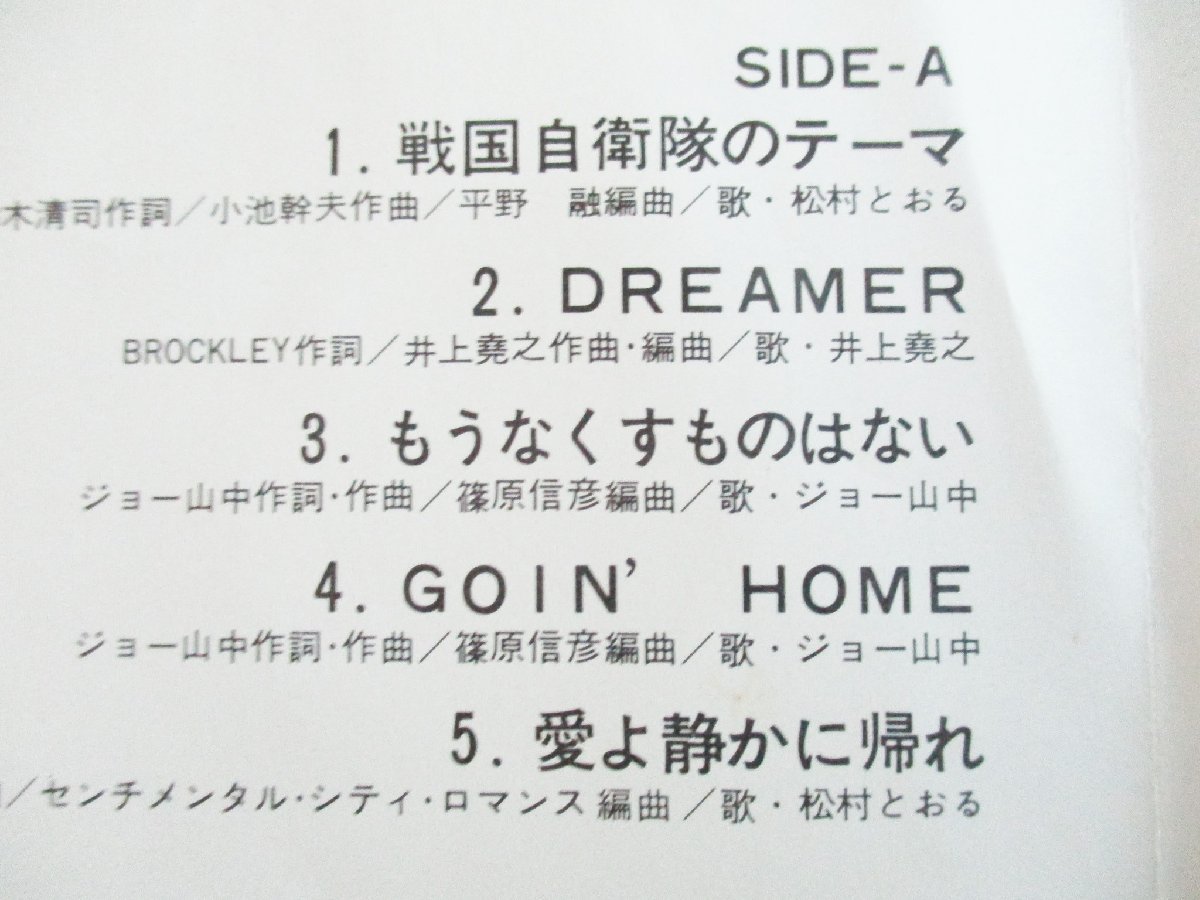 SIDE-A
1. 戦国自衛隊のテーマ
木清司作詞／小池幹夫作曲／平野　融編曲／歌・松村とおる
2. DREAMER
BROCKLEY作詞／井上堯之作曲・編曲／歌・井上堯之
3. もうなくすものはない
ジョー山中作詞・作曲／篠原信彦編曲／歌・ジョー山中
4. GOIN’　HOME
ジョー山中作詞・作曲／篠原信彦編曲／歌・ジョー山中
5. 愛よ静かに帰れ
／センチメンタル・シティ・ロマンス編曲／歌・松村とおる